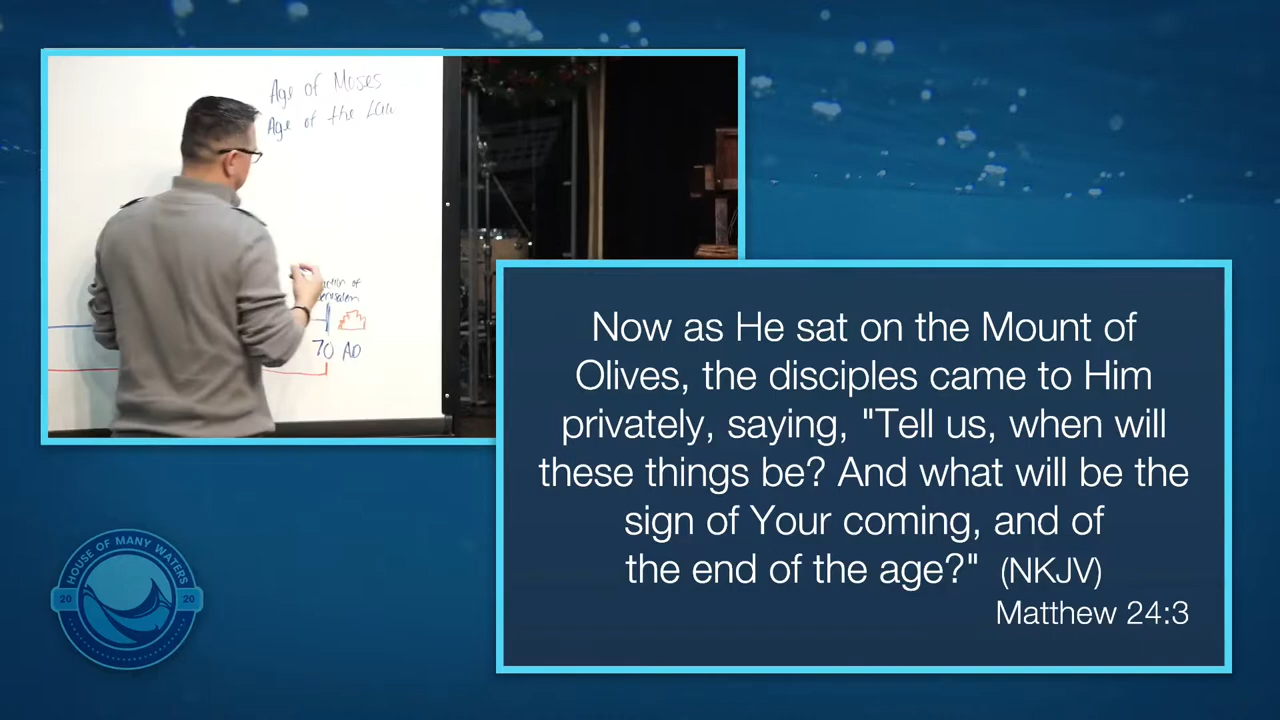 Age of Moses
Age of the Law
70 AD
Now as He sat on the Mount of
Olives, the disciples came to Him
privately, saying, "Tell us, when will
these things be? And what will be the
sign of Your coming, and of
the end of the age?" (NKJV)
Matthew 24:3
HOUSE OF MANY WATERS
20 20